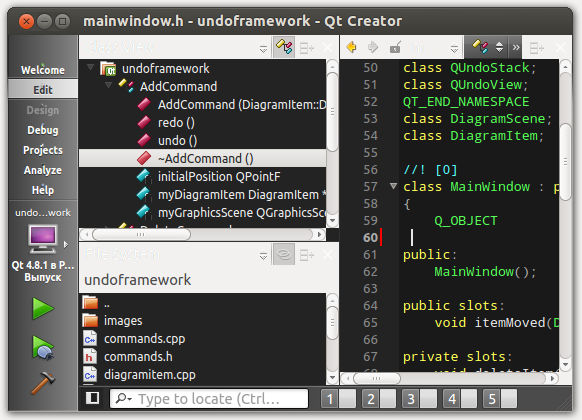 mainwindow.h - undoframework - Qt Creator
Welcome
Edit
Design
Debug
Projects
Analyze
Help
undo...work
Qt 4.8.1 в P...
Выпуск
undoframework
AddCommand
AddCommand (DiagramItem::D
redo ()
undo ()
~AddCommand ()
initialPosition QPointF
myDiagramItem DiagramItem *
myGraphicsScene QGraphicsSce
undoframework
..
images
commands.cpp
commands.h
diagramitem.cpp
»
50 class QUndoStack;
51 class QUndoView;
52 QT_END_NAMESPACE
53 class DiagramScene;
54 class DiagramItem;
55
56 //! [0]
57 class MainWindow : p
58 {
59 Q_OBJECT
60
61 public:
62 MainWindow();
63
64 public slots:
65 void itemMoved(D
66
67 private slots:
68 void deleteItem(
Type to locate (Ctrl...
1 2 3 4 5